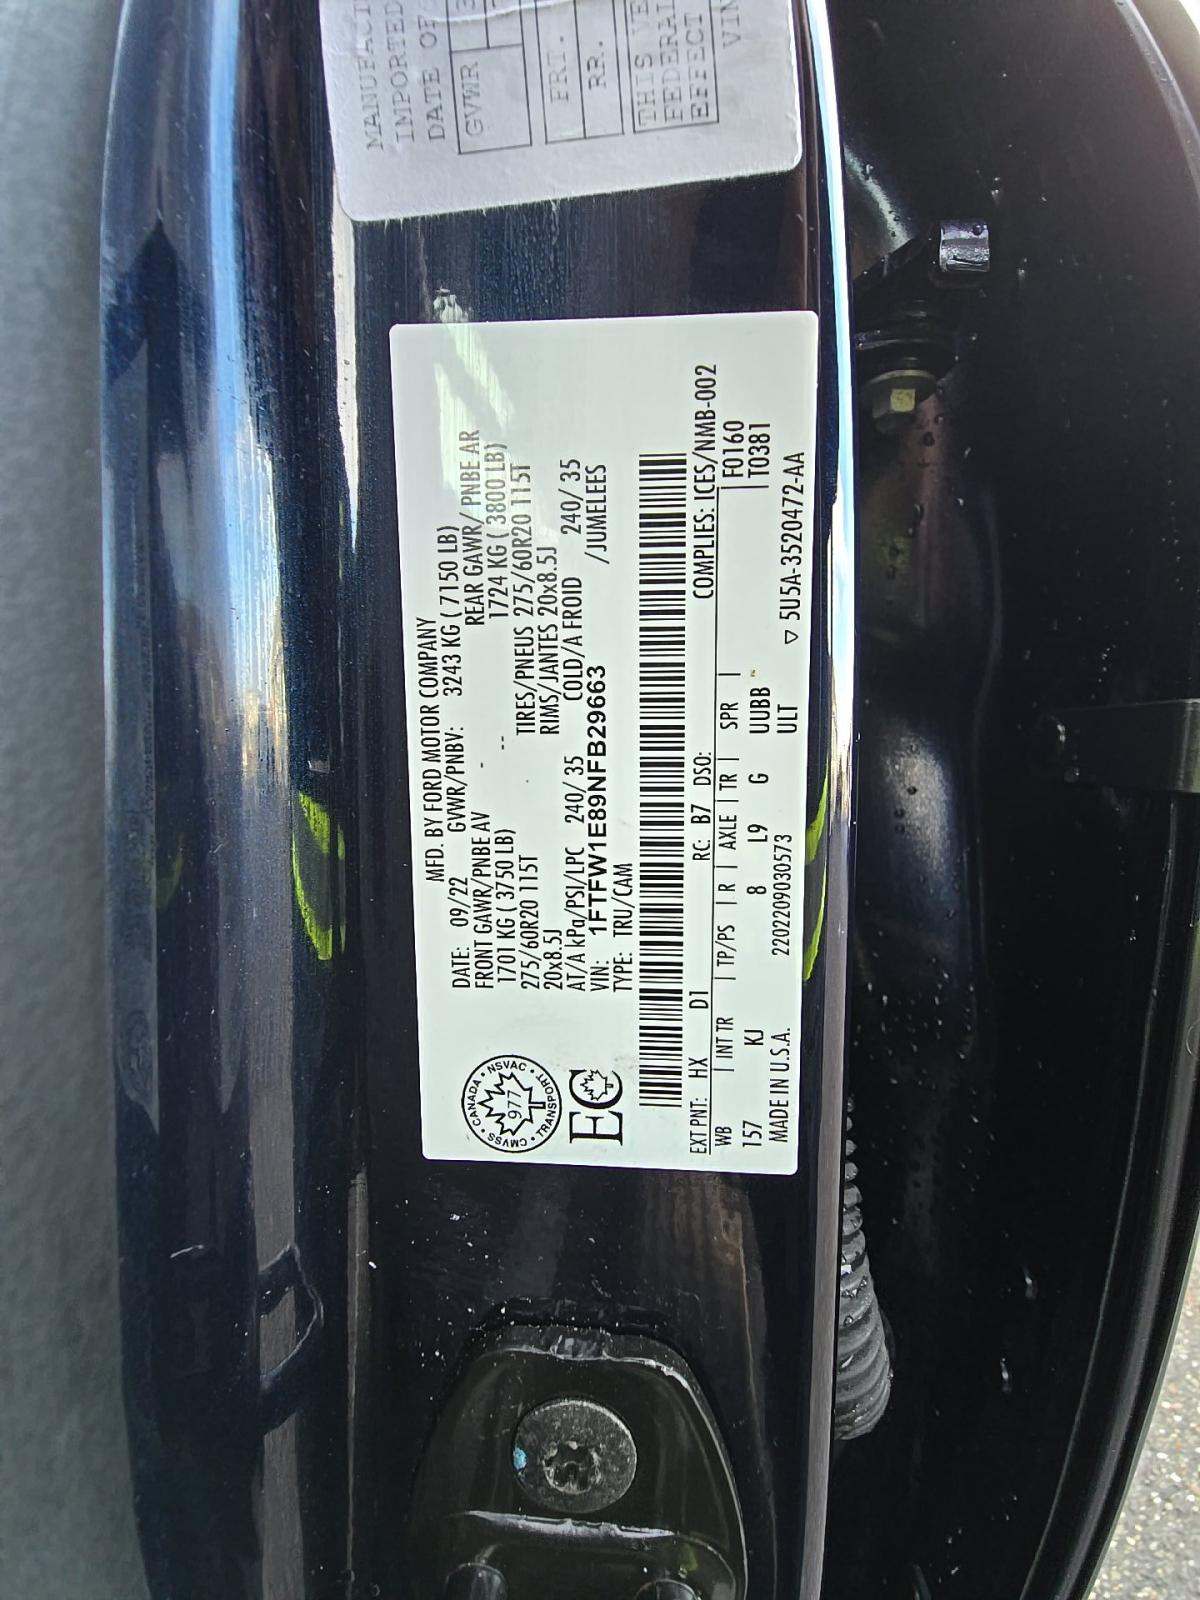 MANUFAC
IMPORTED
DATE OF
GVWR
FRT.
RR.
THIS VE
FEDERAL
EFFECT
VIN
MFD. BY FORD MOTOR COMPANY
DATE: 09/22 GVWR/PNBV: 3243 KG ( 7150 LB)
FRONT GAWR/PNBE AV REAR GAWR/ PNBE AR
1701 KG ( 3750 LB) 1724 KG ( 3800 LB)
275/60R20 115T TIRES/PNEUS 275/60R20 115T
20x8.5J RIMS/JANTES 20x8.5J
AT/A kPa/PSI/LPC 240/ 35 COLD/A FROID 240/ 35
VIN: 1FTFW1E89NFB29663 /JUMELEES
TYPE: TRU/CAM
CANADA • NSVAC • TRANSPORT • CMVSS •
977
EC
EXT PNT: HX D1 RC: B7 DSO: COMPLIES: ICES/NMB-002
WB | INT TR | TP/PS | R | AXLE | TR | SPR | | F0160
157 KJ 8 L9 G UUBB T0381
MADE IN U.S.A. 220220903057​3 ULT ▽ 5U5A-3520472-AA